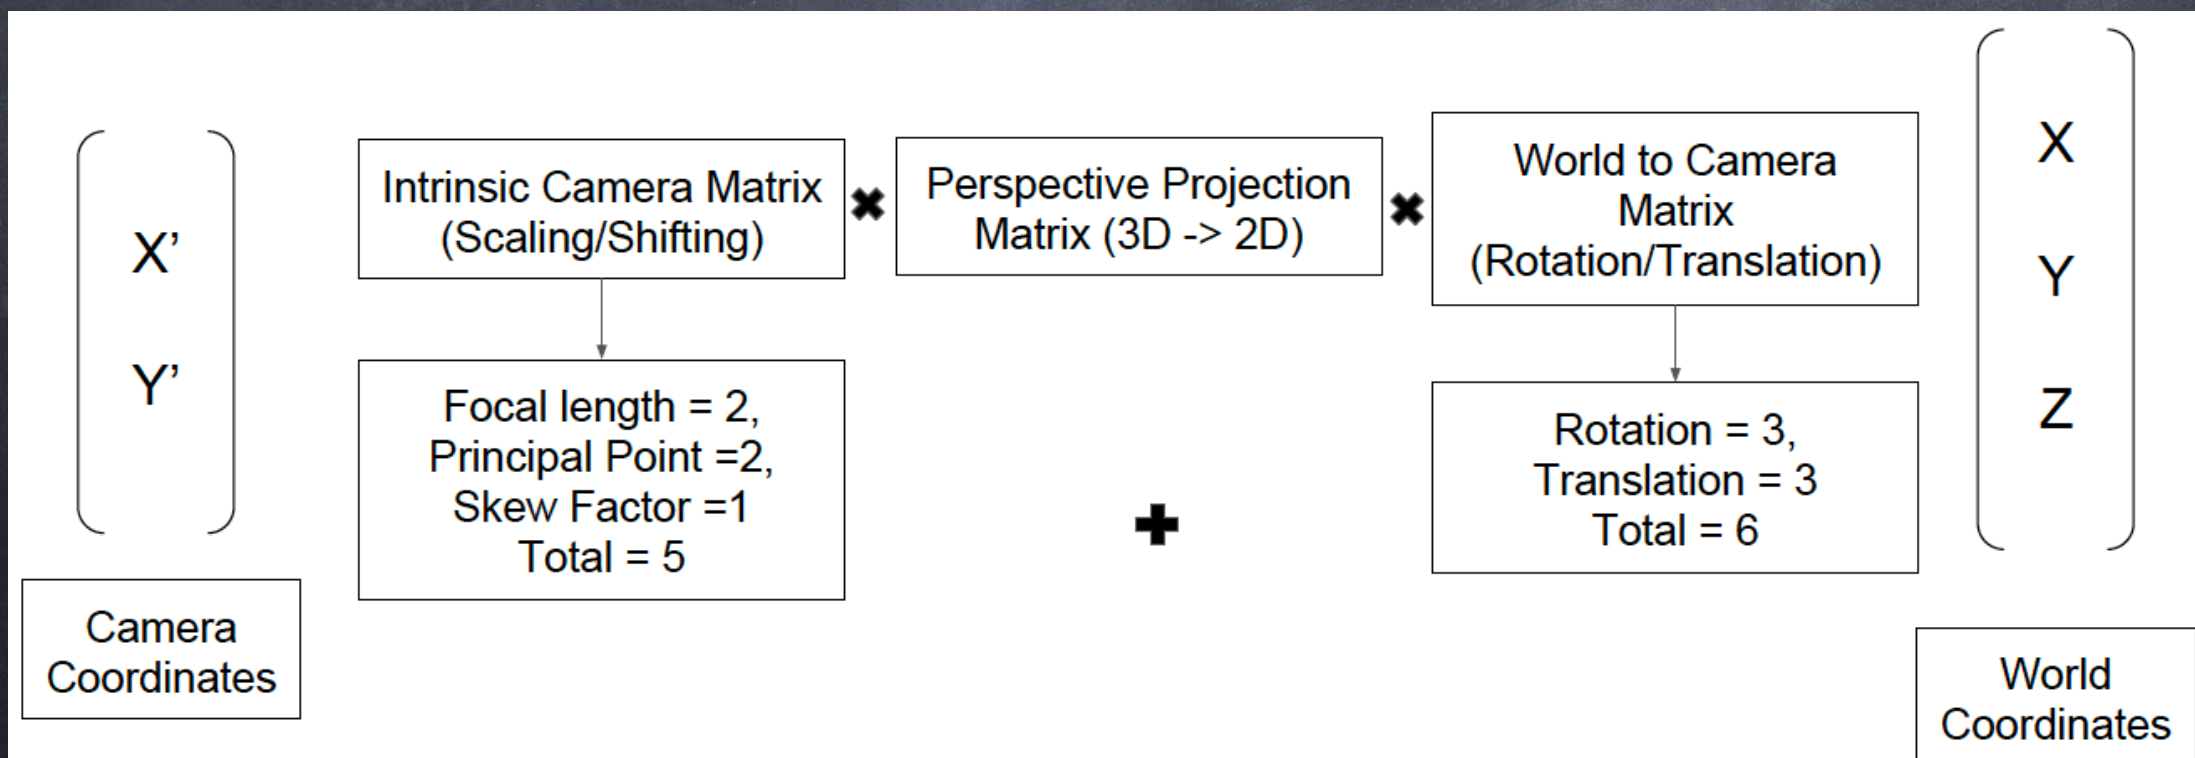 X’
Y’
Camera
Coordinates
Intrinsic Camera Matrix
(Scaling/Shifting)
Focal length = 2,
Principal Point =2,
Skew Factor =1
Total = 5
Perspective Projection
Matrix (3D -> 2D)
World to Camera
Matrix
(Rotation/Translation)
Rotation = 3,
Translation = 3
Total = 6
X
Y
Z
World
Coordinates